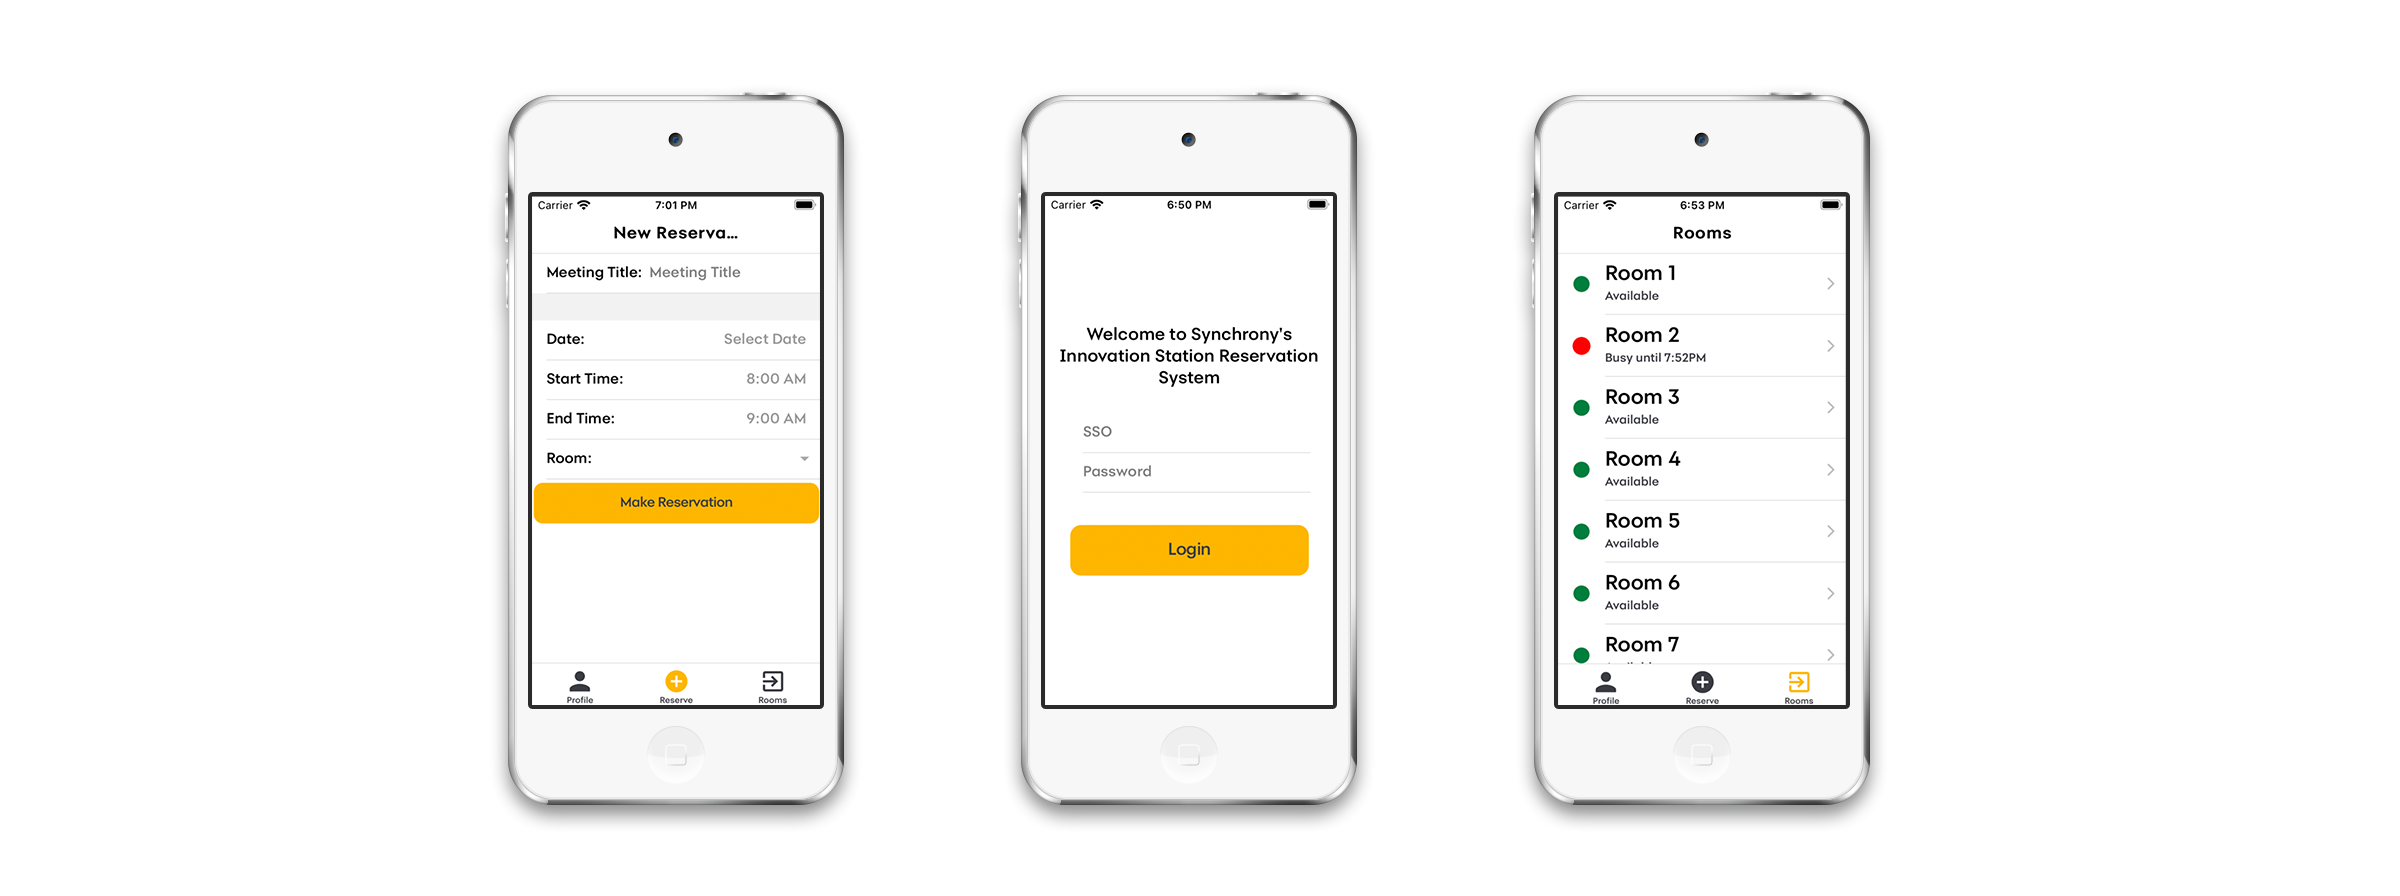 Carrier 7:01 PM
New Reserva...
Meeting Title: Meeting Title
Date: Select Date
Start Time: 8:00 AM
End Time: 9:00 AM
Room:
Make Reservation
Profile Reserve Rooms
Carrier 6:50 PM
Welcome to Synchrony's
Innovation Station Reservation
System
SSO
Password
Login
Carrier 6:53 PM
Rooms
Room 1
Available
Room 2
Busy until 7:52PM
Room 3
Available
Room 4
Available
Room 5
Available
Room 6
Available
Room 7
Profile Reserve Rooms